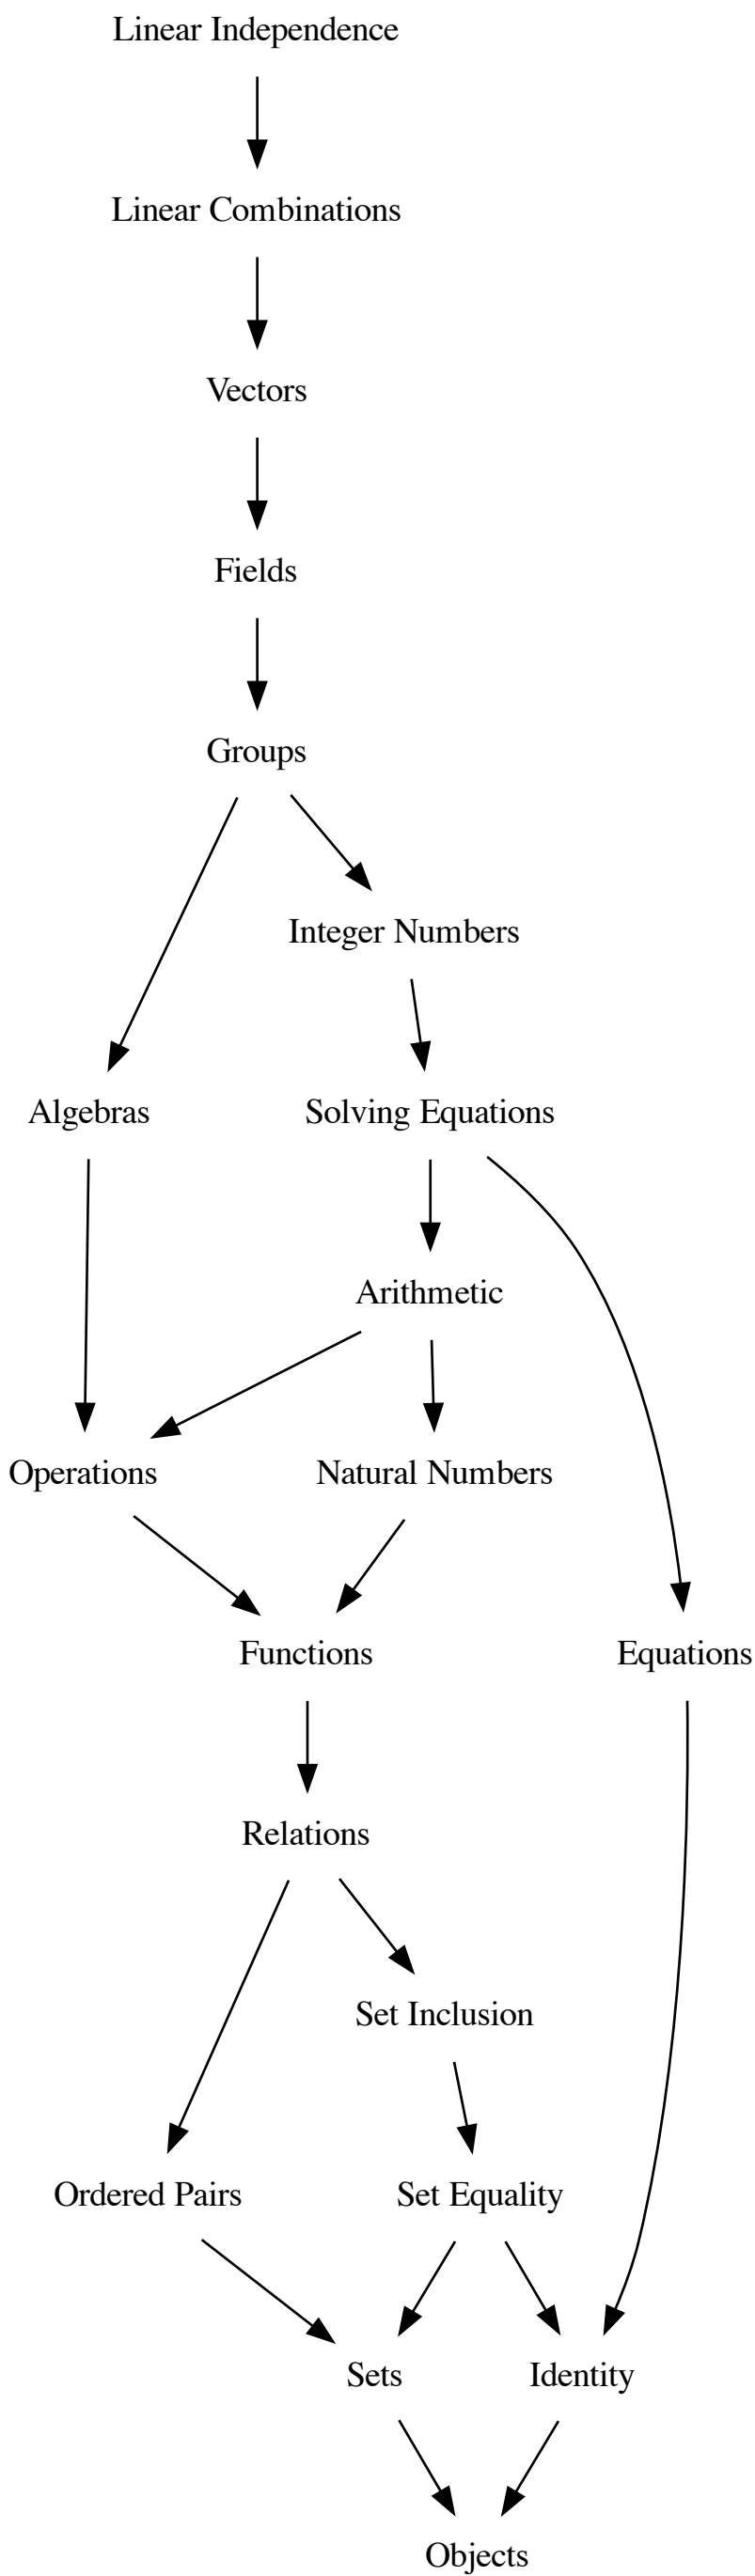 Linear Independence
Linear Combinations
Vectors
Fields
Groups
Integer Numbers
Algebras
Solving Equations
Arithmetic
Operations
Natural Numbers
Functions
Equations
Relations
Set Inclusion
Ordered Pairs
Set Equality
Sets
Identity
Objects